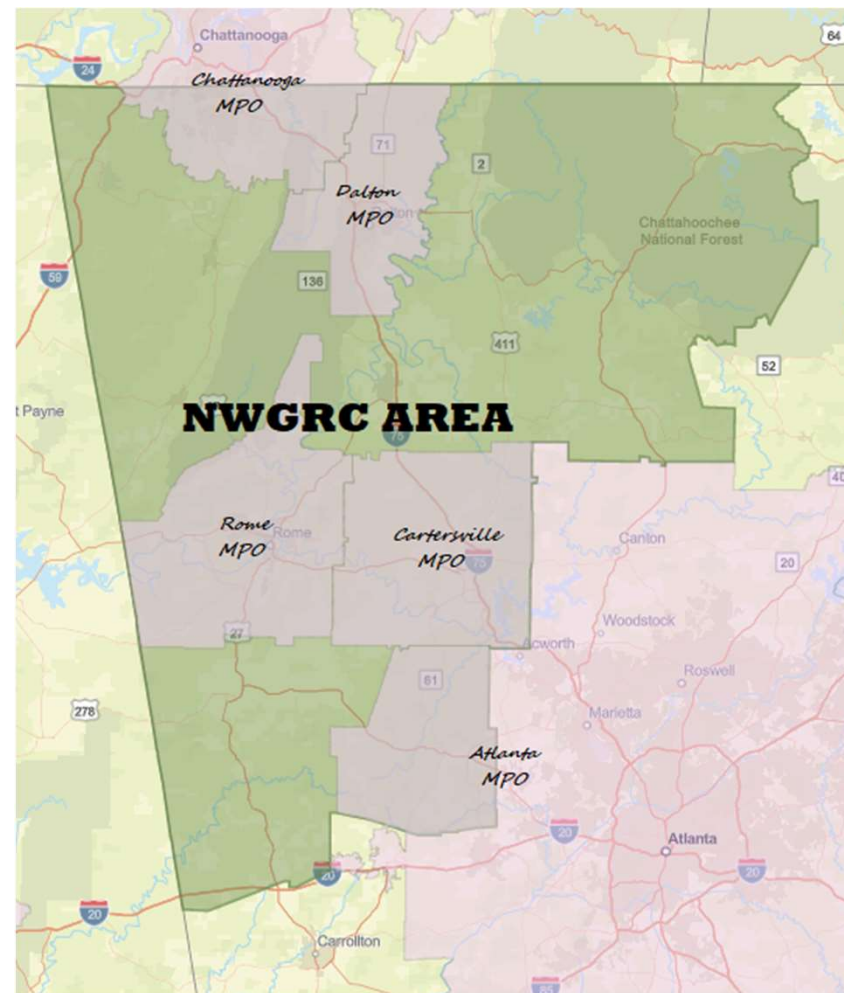 Chattanooga
64
24
Chattanooga
MPO
71
2
Dalton
MPO
Chattahoochee
National Forest
59
136
411
52
t Payne
NWGRC AREA
75
40
Rome
MPO
Rome
Cartersville
MPO
75
Canton
20
27
Woodstock
Acworth
61
Roswell
278
Marietta
Atlanta
MPO
20
Atlanta
20
20
20
Carrollton
85